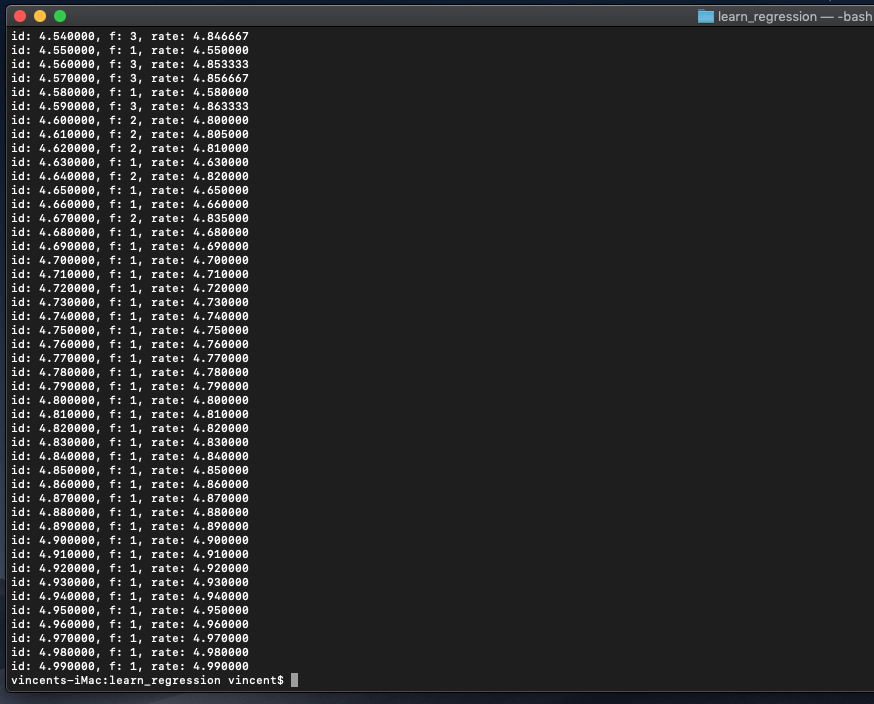 learn_regression — -bash
id: 4.540000, f: 3, rate: 4.846667
id: 4.550000, f: 1, rate: 4.550000
id: 4.560000, f: 3, rate: 4.853333
id: 4.570000, f: 3, rate: 4.856667
id: 4.580000, f: 1, rate: 4.580000
id: 4.590000, f: 3, rate: 4.863333
id: 4.600000, f: 2, rate: 4.800000
id: 4.610000, f: 2, rate: 4.805000
id: 4.620000, f: 2, rate: 4.810000
id: 4.630000, f: 1, rate: 4.630000
id: 4.640000, f: 2, rate: 4.820000
id: 4.650000, f: 1, rate: 4.650000
id: 4.660000, f: 1, rate: 4.660000
id: 4.670000, f: 2, rate: 4.835000
id: 4.680000, f: 1, rate: 4.680000
id: 4.690000, f: 1, rate: 4.690000
id: 4.700000, f: 1, rate: 4.700000
id: 4.710000, f: 1, rate: 4.710000
id: 4.720000, f: 1, rate: 4.720000
id: 4.730000, f: 1, rate: 4.730000
id: 4.740000, f: 1, rate: 4.740000
id: 4.750000, f: 1, rate: 4.750000
id: 4.760000, f: 1, rate: 4.760000
id: 4.770000, f: 1, rate: 4.770000
id: 4.780000, f: 1, rate: 4.780000
id: 4.790000, f: 1, rate: 4.790000
id: 4.800000, f: 1, rate: 4.800000
id: 4.810000, f: 1, rate: 4.810000
id: 4.820000, f: 1, rate: 4.820000
id: 4.830000, f: 1, rate: 4.830000
id: 4.840000, f: 1, rate: 4.840000
id: 4.850000, f: 1, rate: 4.850000
id: 4.860000, f: 1, rate: 4.860000
id: 4.870000, f: 1, rate: 4.870000
id: 4.880000, f: 1, rate: 4.880000
id: 4.890000, f: 1, rate: 4.890000
id: 4.900000, f: 1, rate: 4.900000
id: 4.910000, f: 1, rate: 4.910000
id: 4.920000, f: 1, rate: 4.920000
id: 4.930000, f: 1, rate: 4.930000
id: 4.940000, f: 1, rate: 4.940000
id: 4.950000, f: 1, rate: 4.950000
id: 4.960000, f: 1, rate: 4.960000
id: 4.970000, f: 1, rate: 4.970000
id: 4.980000, f: 1, rate: 4.980000
id: 4.990000, f: 1, rate: 4.990000
vincents-iMac:learn_regression vincent$